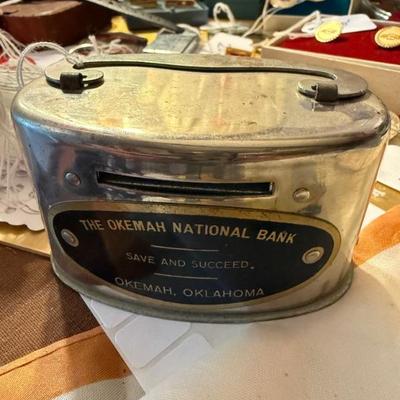 THE OKEMAH NATIONAL BANK
SAVE AND SUCCEED.
OKEMAH, OKLAHOMA